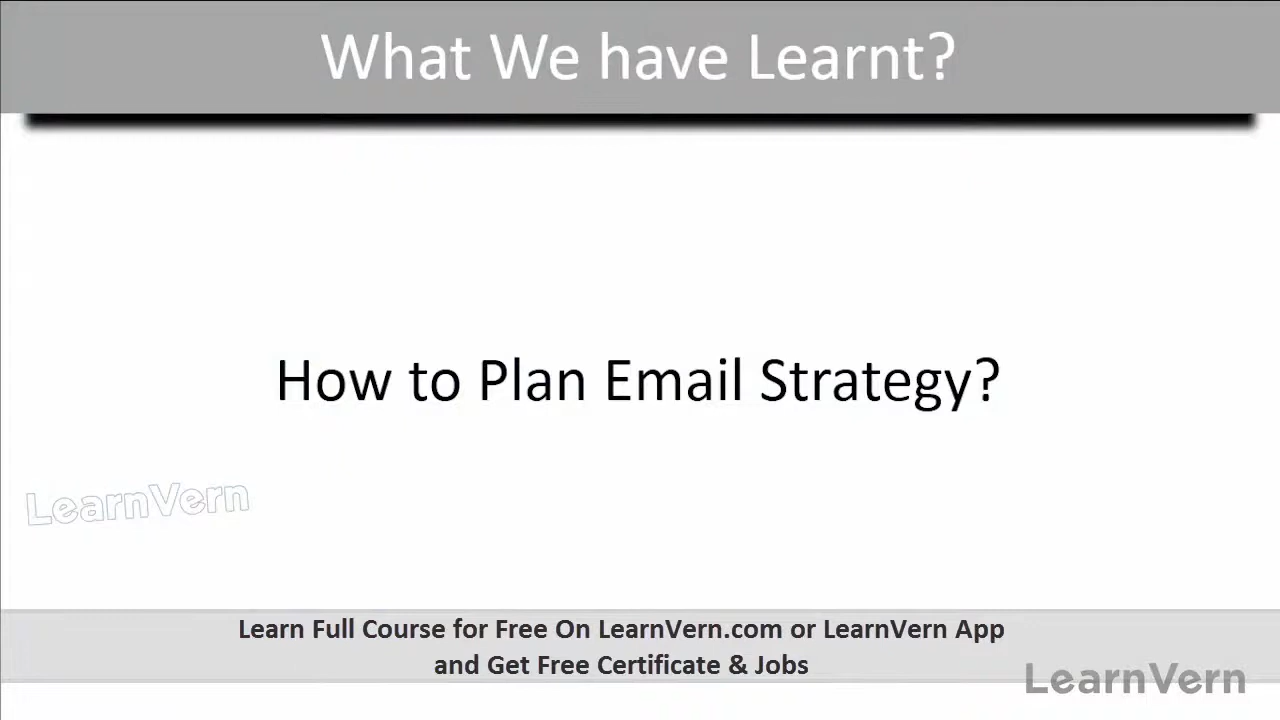 What We have Learnt?
How to Plan Email Strategy?
LearnVern
Learn Full Course for Free On LearnVern.com or LearnVern App
and Get Free Certificate & Jobs
LearnVern